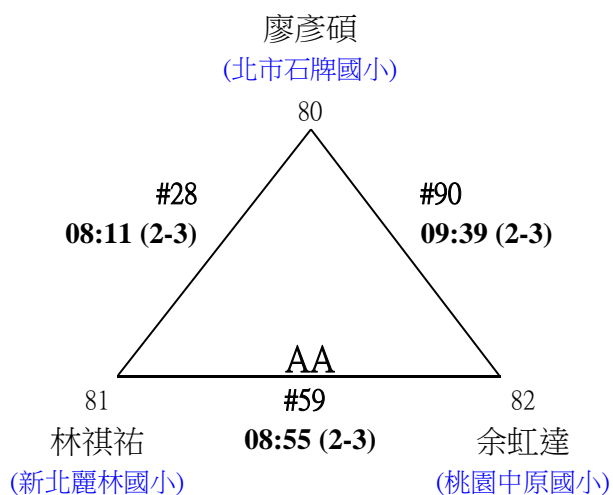 廖彥碩
(北市石牌國小)
80
#28
08:11 (2-3)
#90
09:39 (2-3)
AA
81
#59
82
林祺祐
08:55 (2-3)
余虹達
(新北麗林國小)
(桃園中原國小)